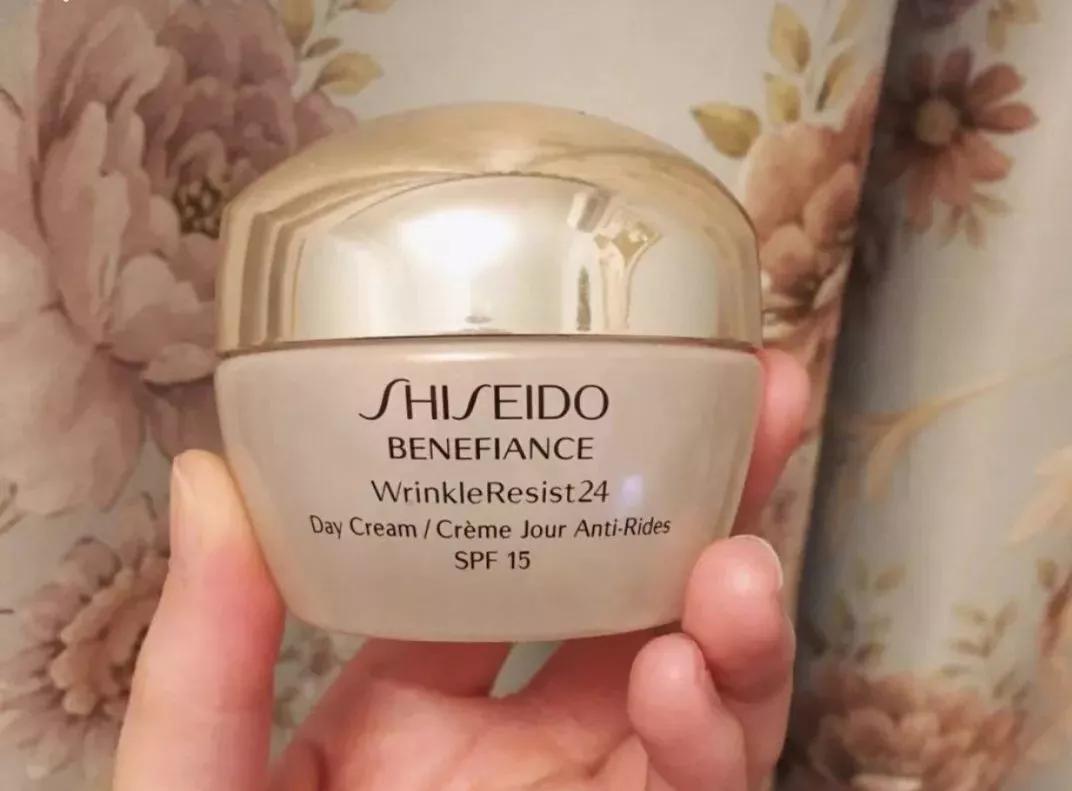 SHISEIDO
BENEFIANCE
WrinkleResist24
Day Cream / Crème Jour Anti-Rides
SPF 15